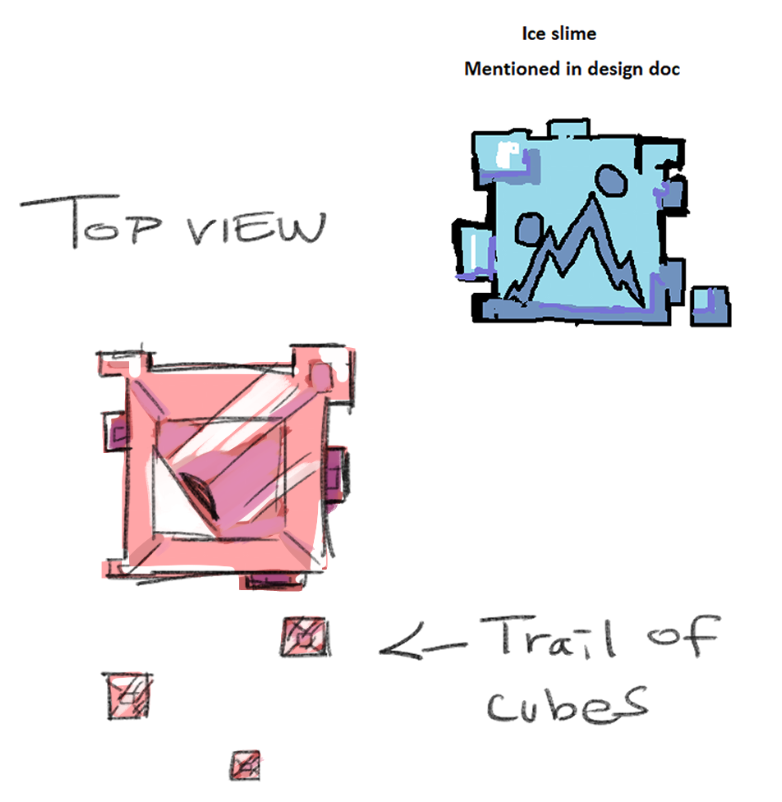 Ice slime
Mentioned in design doc
TOP VIEW
<- Trail of
cubes